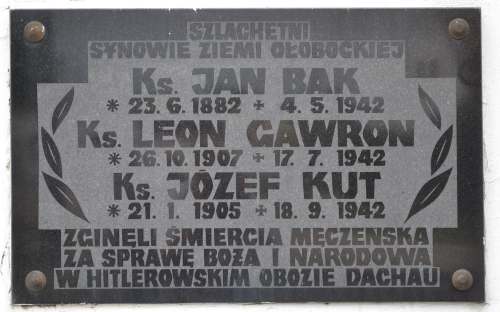 SZLACHETNI
SYNOWIE ZIEMI OŁOBOCKIEJ
Ks. JAN BAK
* 23. 6. 1882 + 4. 5. 1942
Ks. LEON GAWRON
* 26. 10. 1907 + 17. 7. 1942
Ks. JÓZEF KUT
* 21. 1. 1905 + 18. 9. 1942
ZGINĘLI ŚMIERCIĄ MĘCZEŃSKĄ
ZA SPRAWĘ BOŻĄ I NARODOWĄ
W HITLEROWSKIM OBOZIE DACHAU